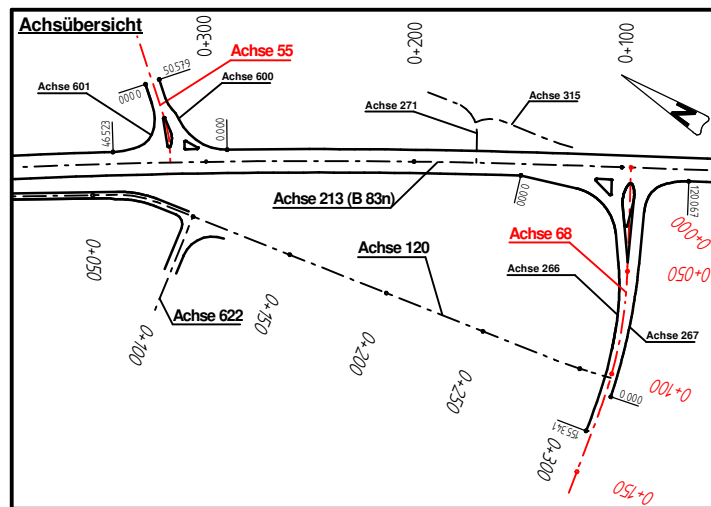 Achsübersicht
0+300
0+200
0+100
50.579
Achse 55
Achse 600
Achse 601
0.000
46.523
0.000
Achse 271
Achse 315
N
Achse 213 (B 83n)
0.000
120.067
0+000
0+050
Achse 68
Achse 266
Achse 267
Achse 120
0+050
Achse 622
0+100
0+150
0+200
0+250
0+300
0+100
0.000
155.341
0+150